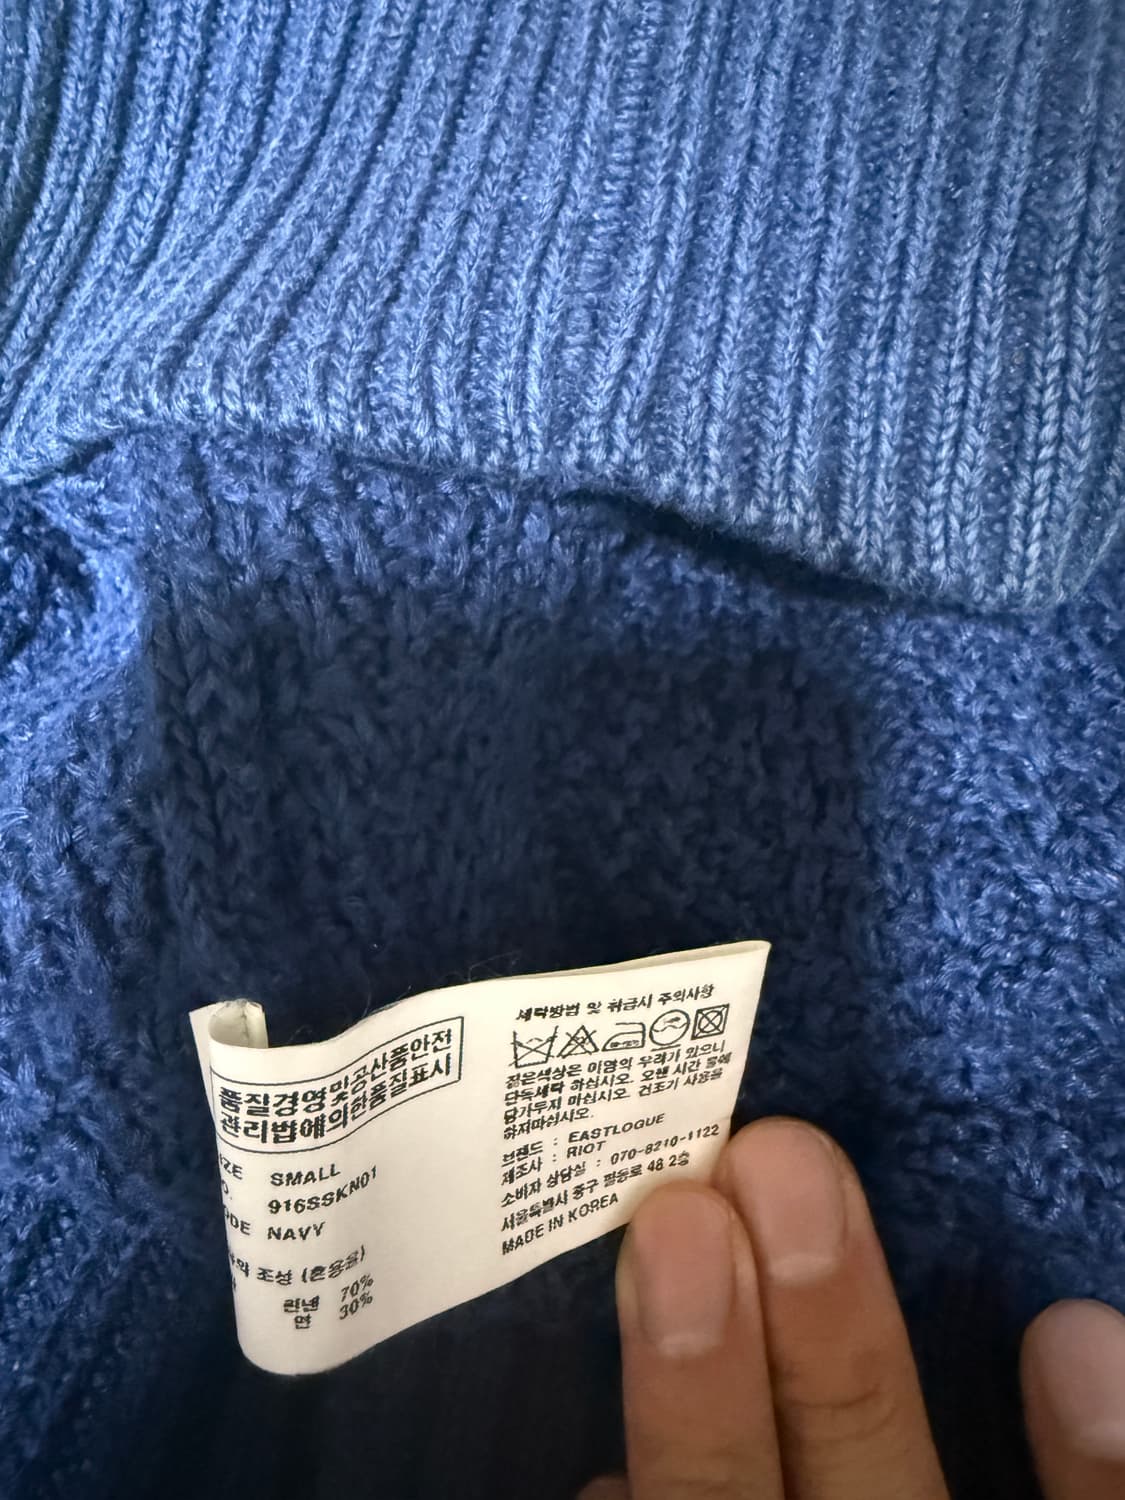 품질경영및공산품안전
관리법에의한품질표시
SMALL
916SSKN01
NAVY
조성 (혼용율)
린넨 70%
면 30%
세탁방법 및 취급시 주의사항
짙은색상은 이염의 우려가 있으니
단독세탁 하십시오. 오랜 시간 물에
담가두지 마십시오. 건조기 사용을
하지마십시오.
브랜드 : EASTLOGUE
제조사 : RIOT
소비자 상담실 : 070-8210-1122
서울특별시 중구 필동로 48 2층
MADE IN KOREA